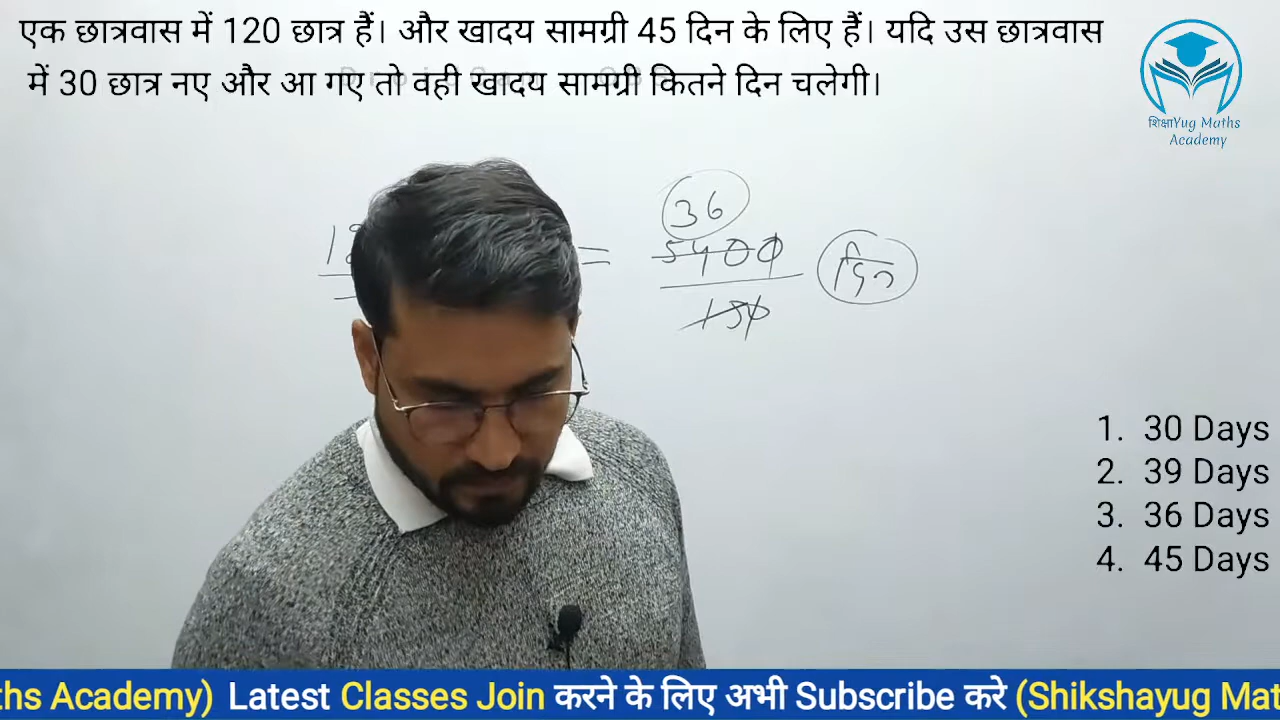 एक छात्रवास में 120 छात्र हैं। और खादय सामग्री 45 दिन के लिए हैं। यदि उस छात्रवास
में 30 छात्र नए और आ गए तो वही खादय सामग्री कितने दिन चलेगी।
शिक्षाYug Maths
Academy
36
= 5400 दिन
150
1. 30 Days
2. 39 Days
3. 36 Days
4. 45 Days
ths Academy) Latest Classes Join करने के लिए अभी Subscribe करे (Shikshayug Mat